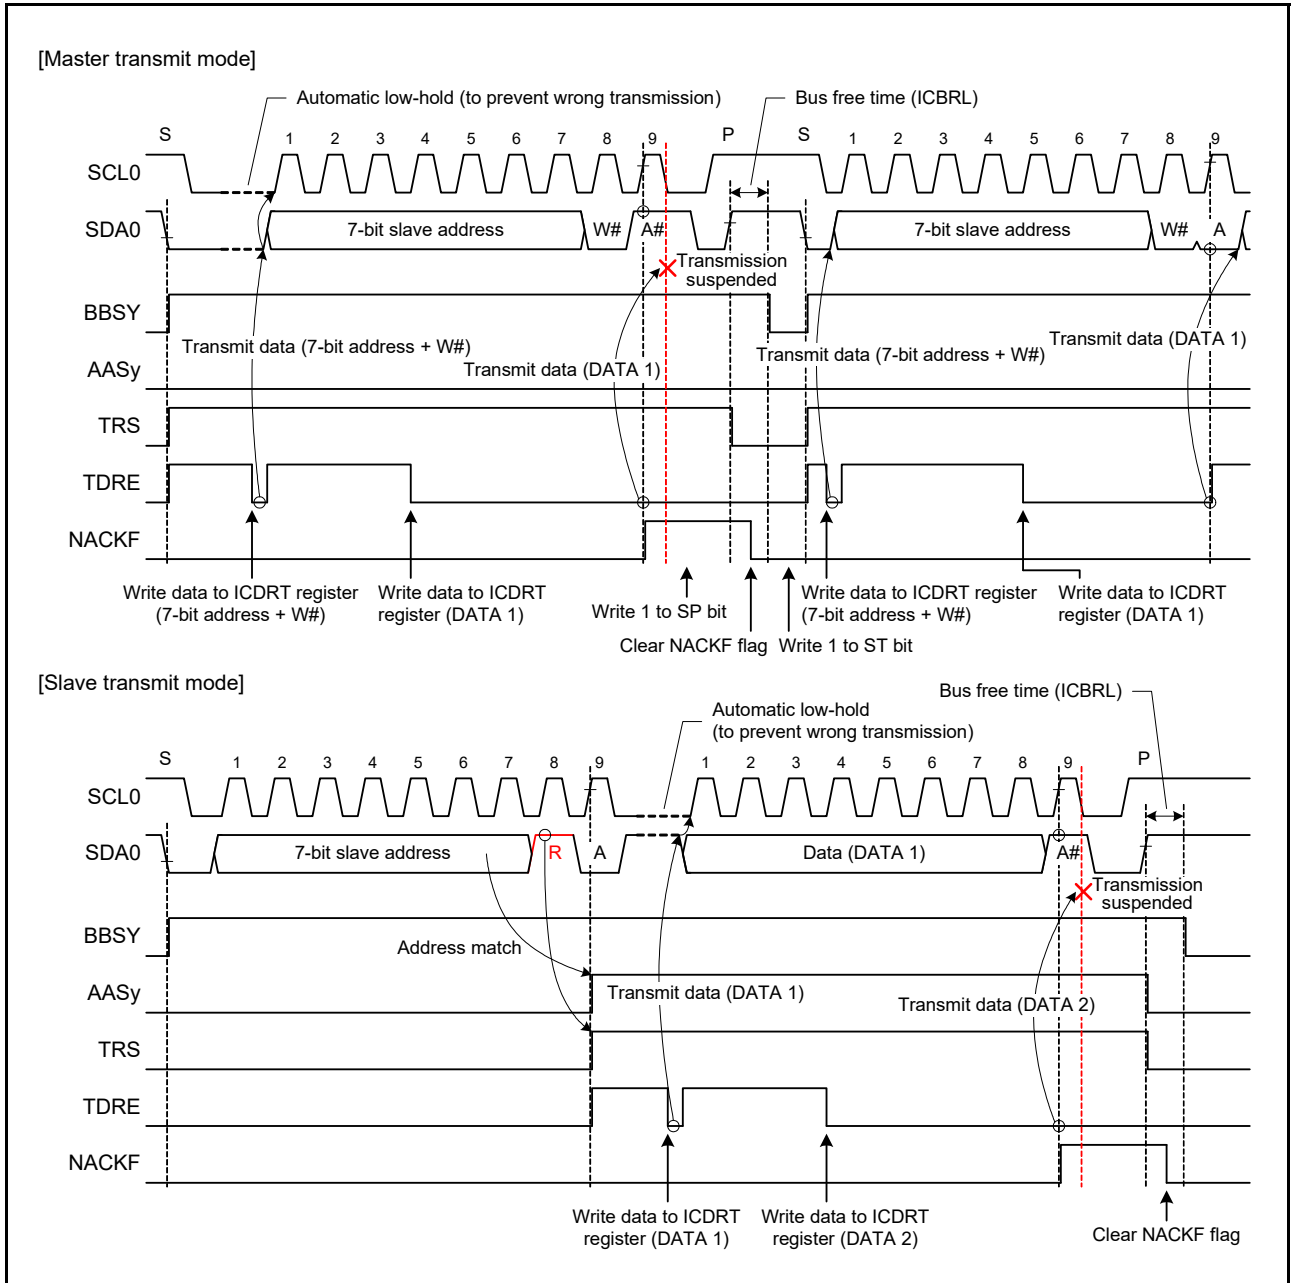 [Master transmit mode]
Automatic low-hold (to prevent wrong transmission)
Bus free time (ICBRL)
S 1 2 3 4 5 6 7 8 9 P S 1 2 3 4 5 6 7 8 9
SCL0
SDA0 7-bit slave address W# A# 7-bit slave address W# A
Transmission
suspended
BBSY
Transmit data (7-bit address + W#)
Transmit data (DATA 1)
Transmit data (7-bit address + W#)
Transmit data (DATA 1)
AASy
TRS
TDRE
NACKF
Write data to ICDRT register
(7-bit address + W#)
Write data to ICDRT
register (DATA 1)
Write 1 to SP bit
Clear NACKF flag
Write 1 to ST bit
Write data to ICDRT register
(7-bit address + W#)
Write data to ICDRT
register (DATA 1)
[Slave transmit mode]
Automatic low-hold
(to prevent wrong transmission)
Bus free time (ICBRL)
S 1 2 3 4 5 6 7 8 9 1 2 3 4 5 6 7 8 9 P
SCL0
SDA0 7-bit slave address R A Data (DATA 1) A#
Transmission
suspended
BBSY
Address match
AASy
Transmit data (DATA 1)
Transmit data (DATA 2)
TRS
TDRE
NACKF
Write data to ICDRT
register (DATA 1)
Write data to ICDRT
register (DATA 2)
Clear NACKF flag